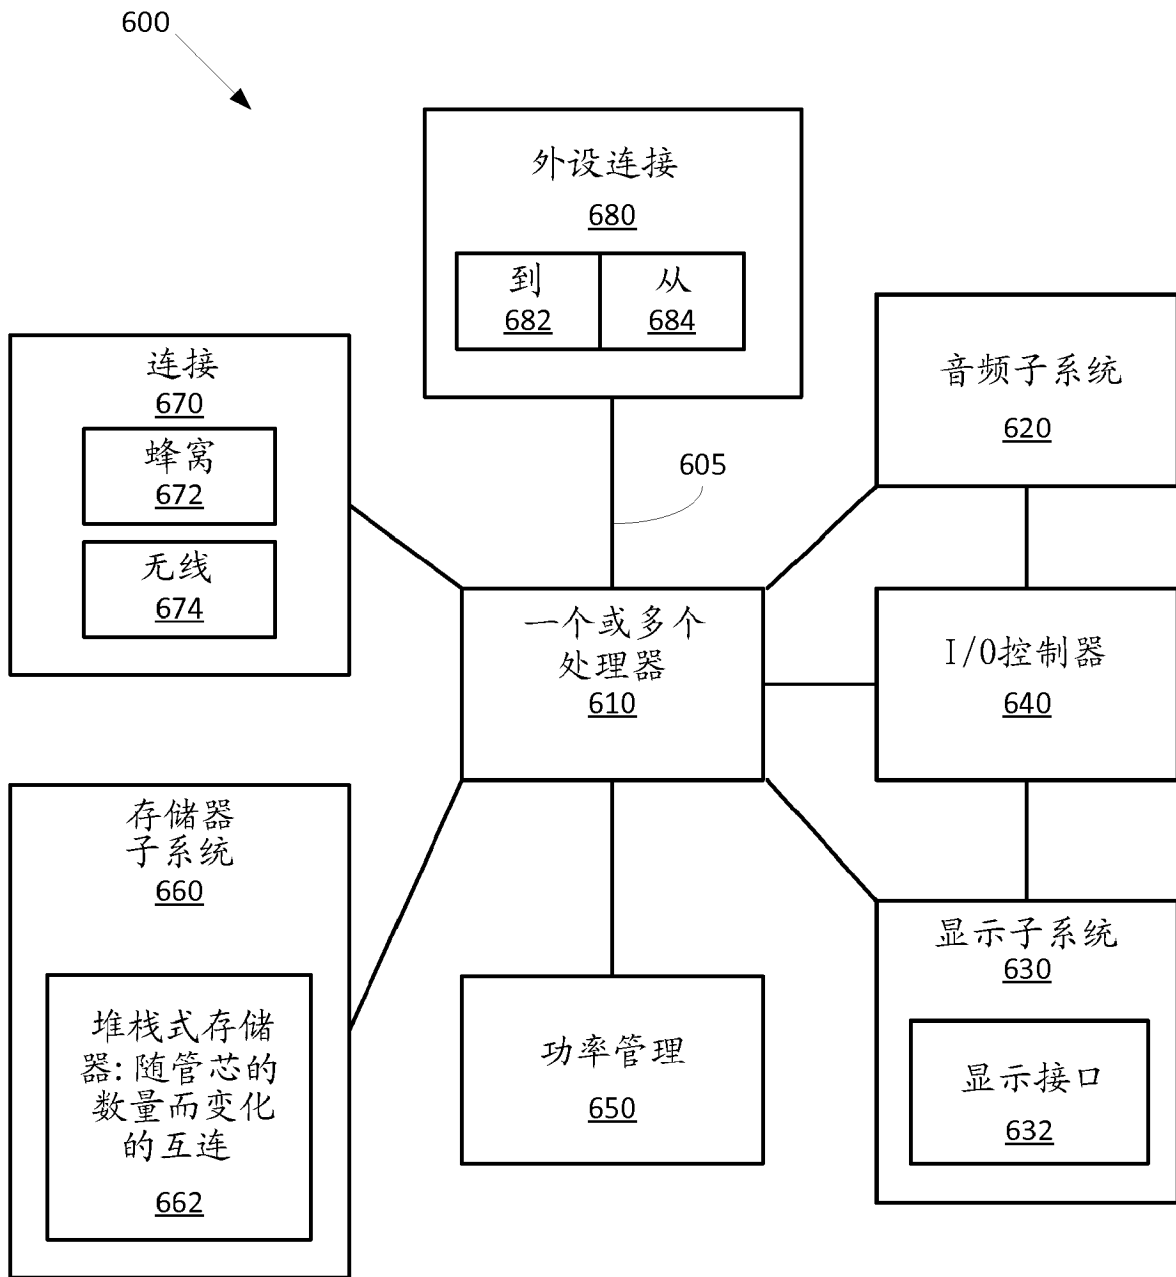 600
外设连接
680
到
682
从
684
连接
670
蜂窝
672
无线
674
605
音频子系统
620
一个或多个
处理器
610
I/O控制器
640
存储器
子系统
660
堆栈式存储
器:随管芯的
数量而变化
的互连
662
功率管理
650
显示子系统
630
显示接口
632